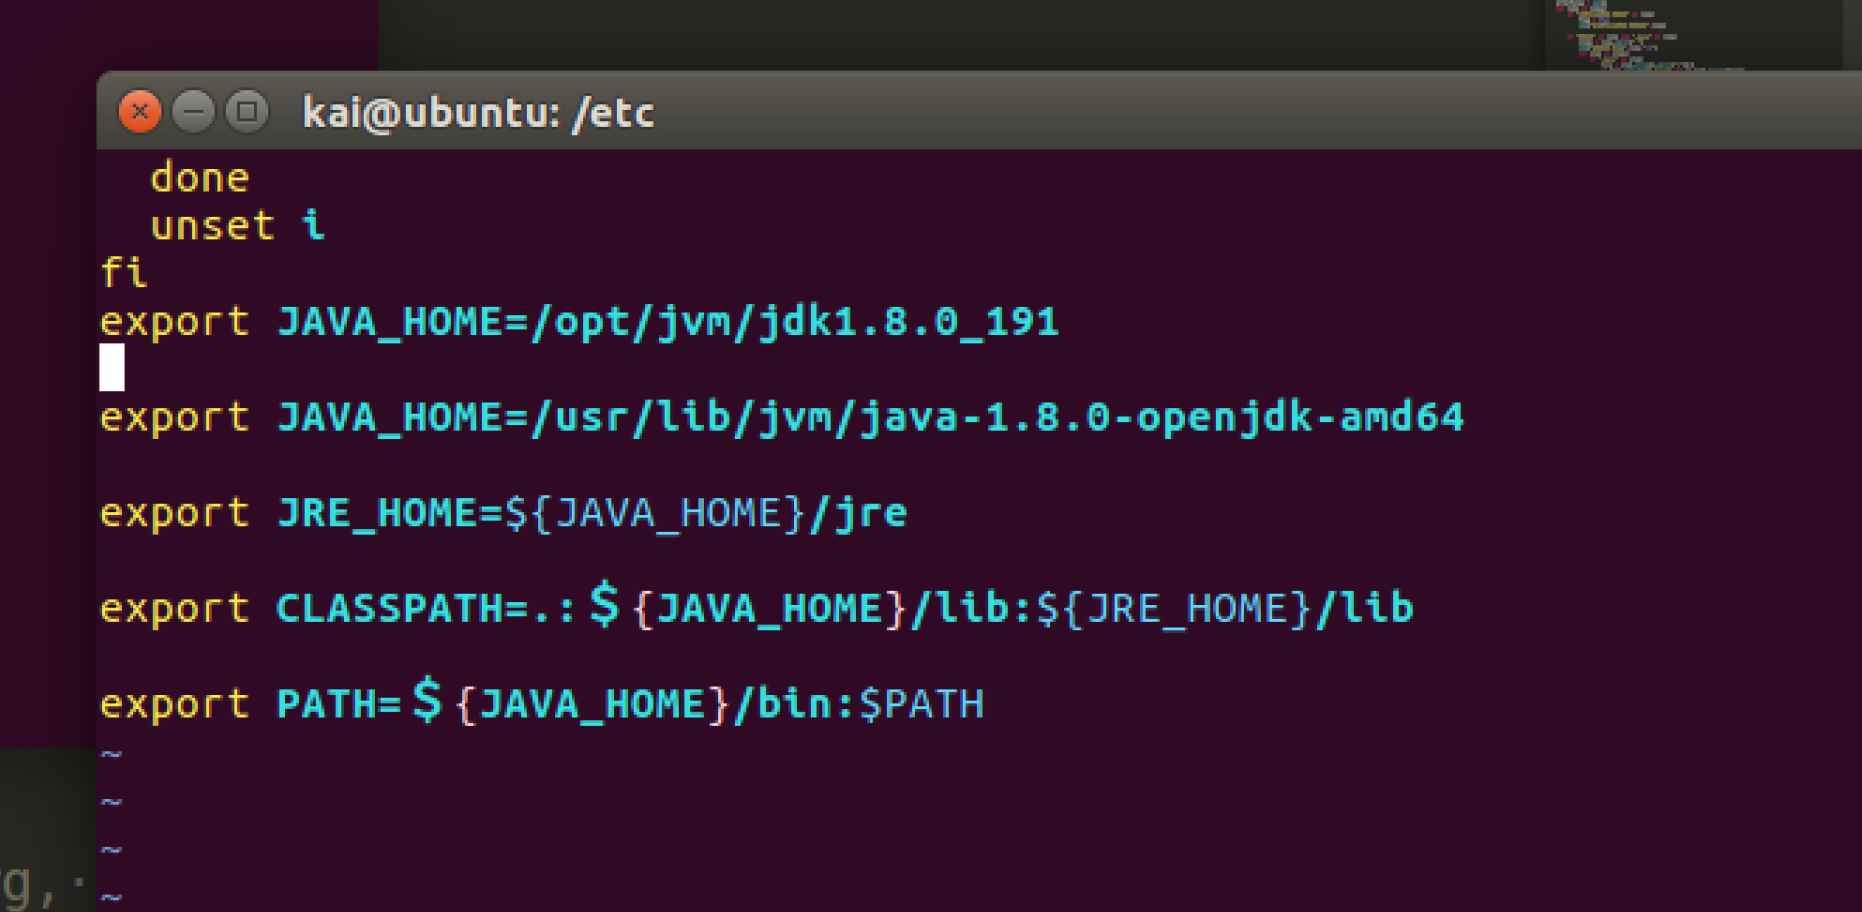 kai@ubuntu: /etc
done
unset i
fi
export JAVA_HOME=/opt/jvm/jdk1.8.0_191
export JAVA_HOME=/usr/lib/jvm/java-1.8.0-openjdk-amd64
export JRE_HOME=${JAVA_HOME}/jre
export CLASSPATH=.:＄{JAVA_HOME}/lib:${JRE_HOME}/lib
export PATH=＄{JAVA_HOME}/bin:$PATH
~
~
~
~